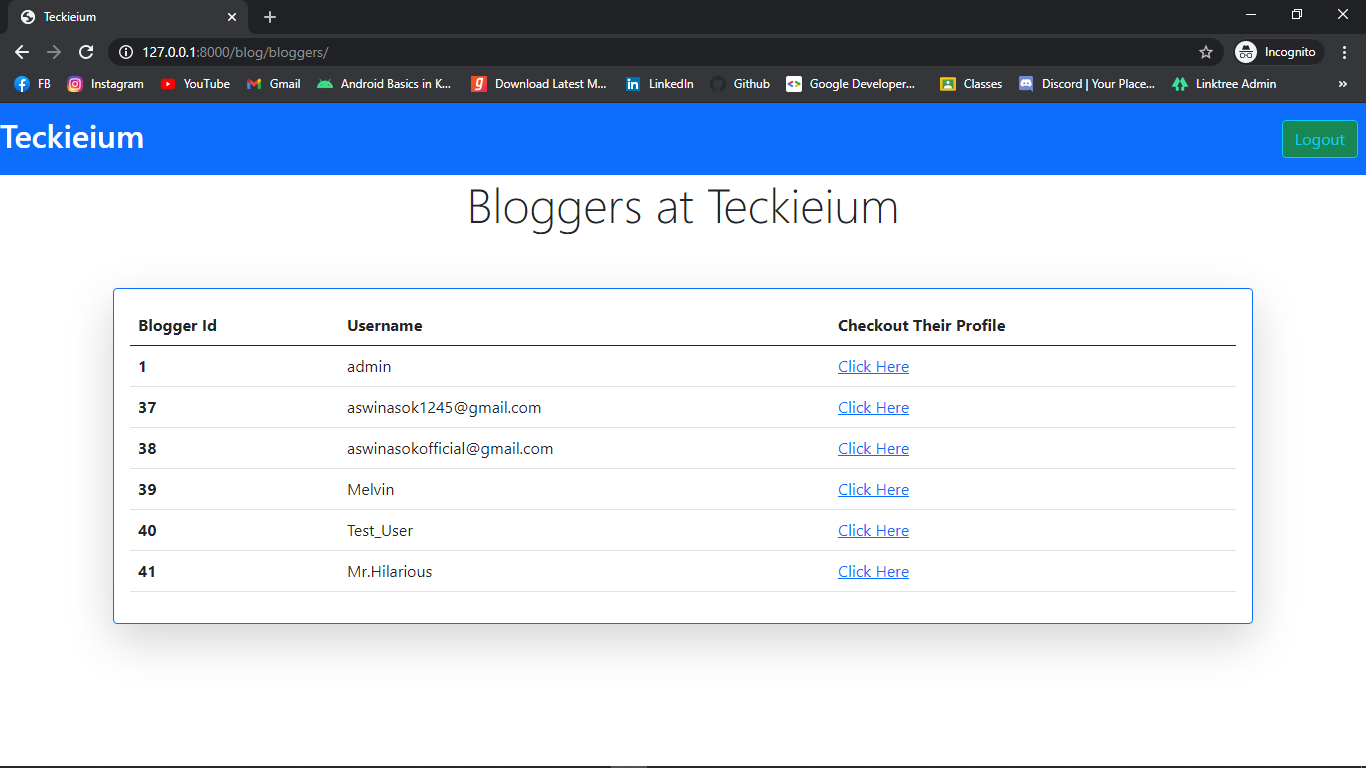 Teckieium
127.0.0.1:8000/blog/bloggers/
Incognito
FB Instagram YouTube Gmail Android Basics in K... Download Latest M... LinkedIn Github Google Developer... Classes Discord | Your Place... Linktree Admin »
Teckieium Logout
Bloggers at Teckieium
Blogger Id Username Checkout Their Profile
1 admin Click Here
37 aswinasok1245@gmail.com Click Here
38 aswinasokofficial@gmail.com Click Here
39 Melvin Click Here
40 Test_User Click Here
41 Mr.Hilarious Click Here